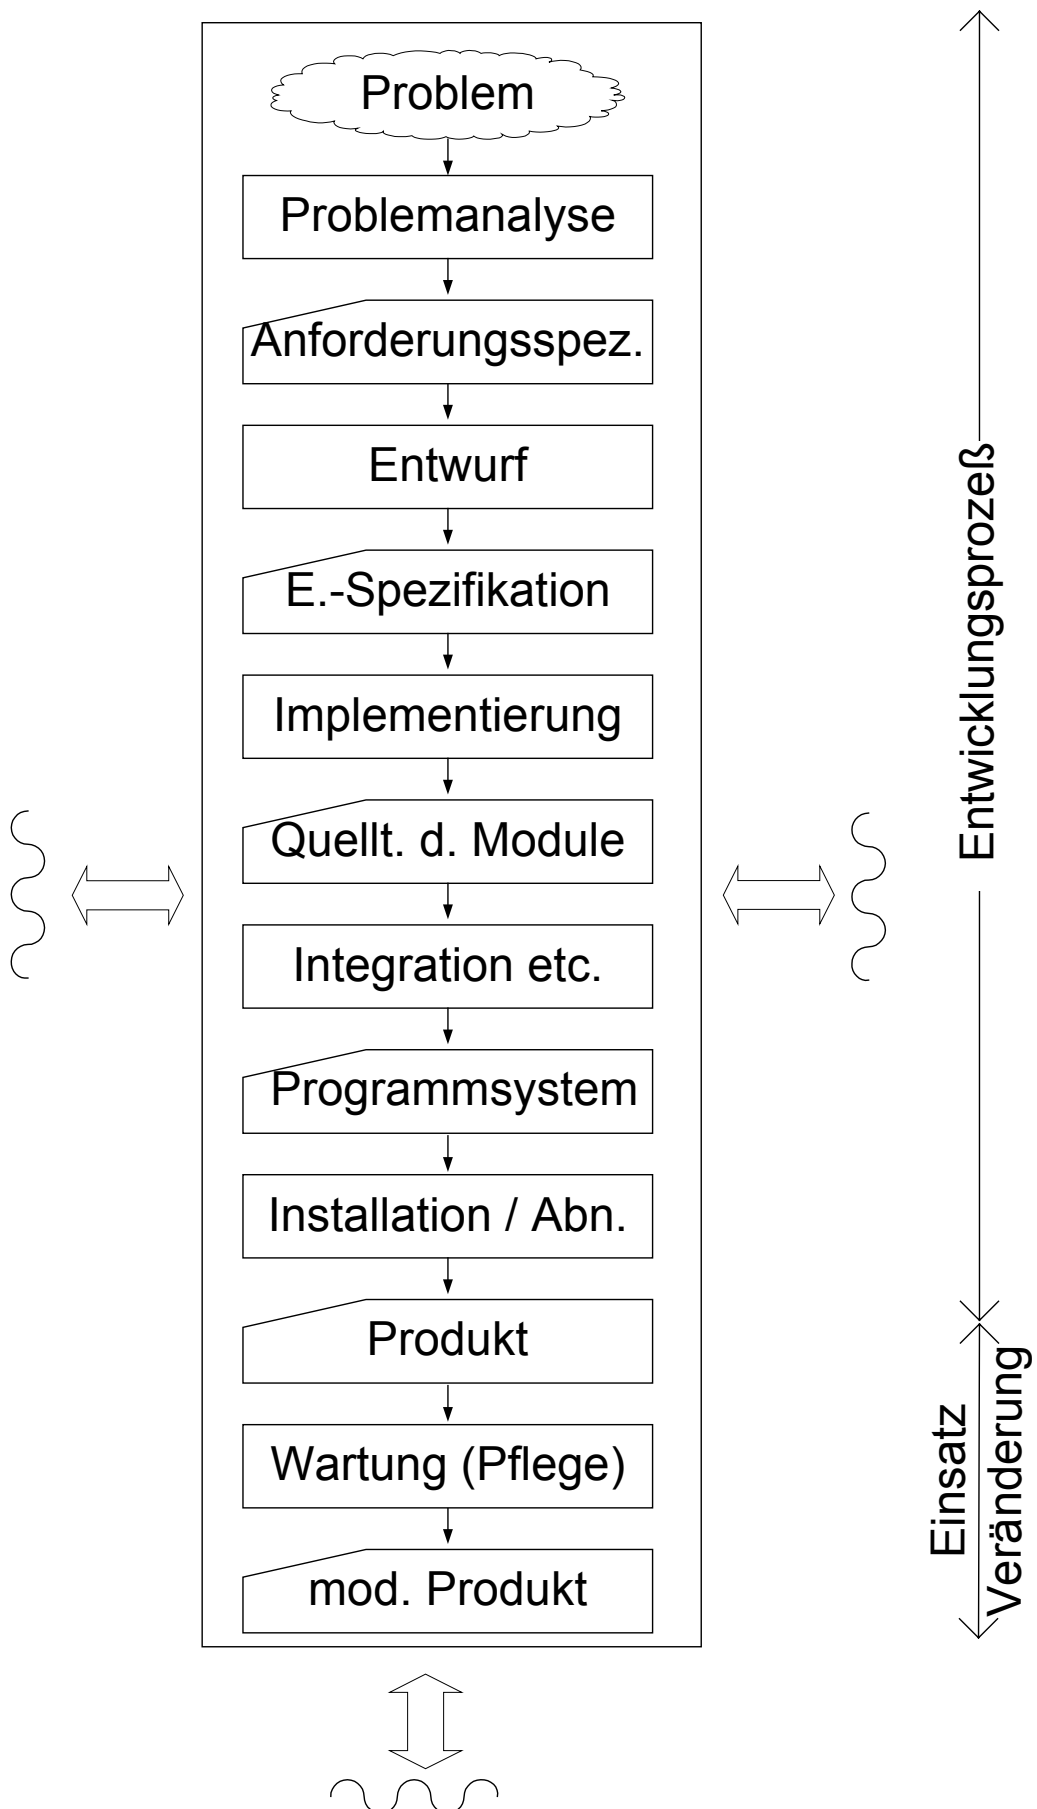 Problem
Problemanalyse
Anforderungsspez.
Entwurf
E.-Spezifikation
Implementierung
Quellt. d. Module
Integration etc.
Programmsystem
Installation / Abn.
Produkt
Wartung (Pflege)
mod. Produkt
Entwicklungsprozeß
Einsatz
Veränderung